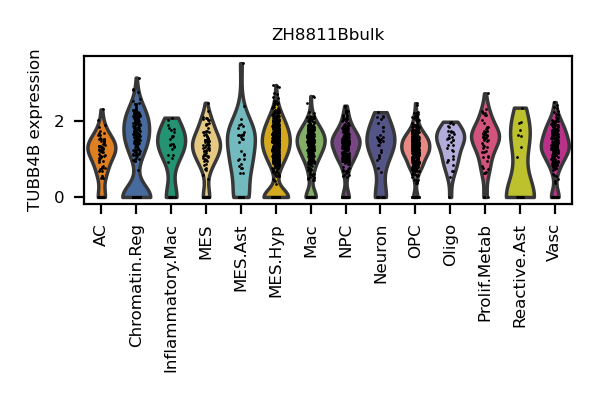 ZH8811Bbulk
TUBB4B expression
2
0
AC
Chromatin.Reg
Inflammatory.Mac
MES
MES.Ast
MES.Hyp
Mac
NPC
Neuron
OPC
Oligo
Prolif.Metab
Reactive.Ast
Vasc